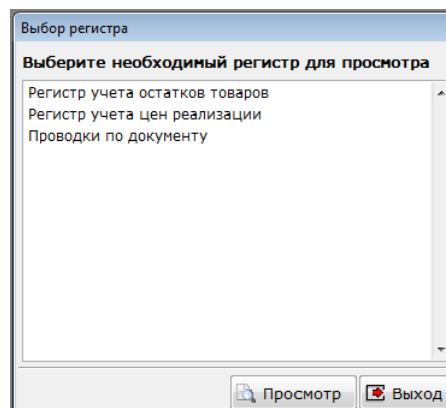 Выбор регистра
Выберите необходимый регистр для просмотра
Регистр учета остатков товаров
Регистр учета цен реализации
Проводки по документу
Просмотр
Выход